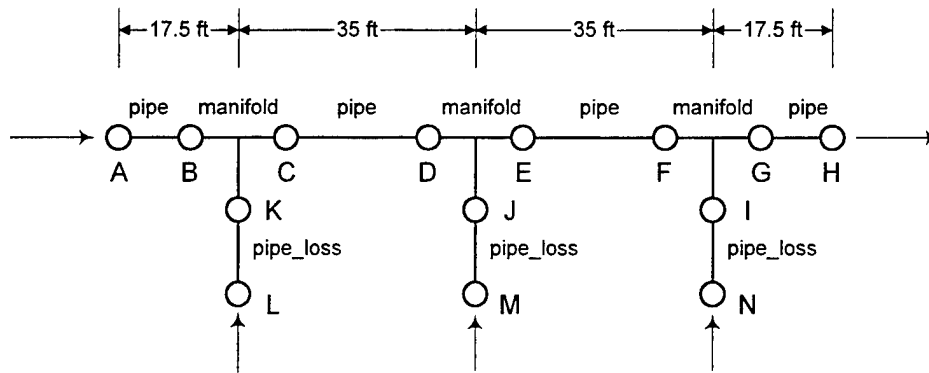 17.5 ft 35 ft 35 ft 17.5 ft
pipe manifold pipe manifold pipe manifold pipe
A B C D E F G H
K J I
pipe_loss pipe_loss pipe_loss
L M N